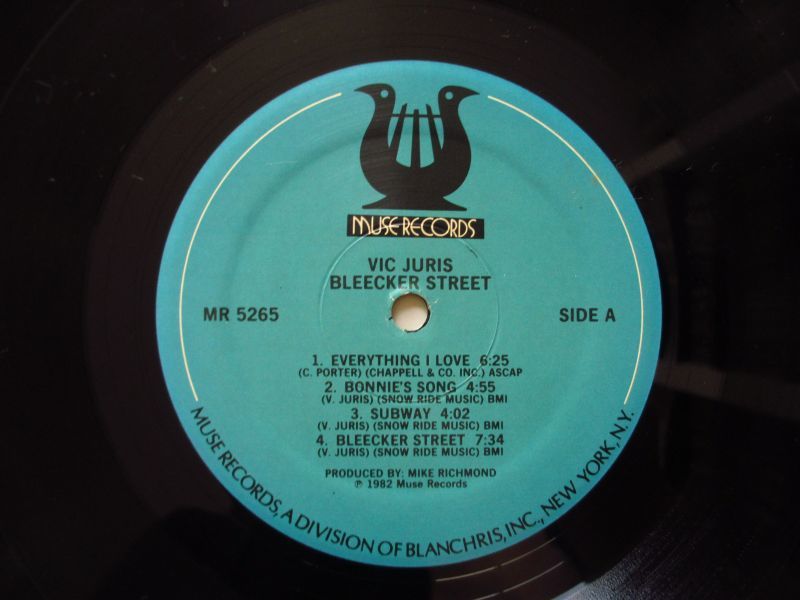 MUSE RECORDS
VIC JURIS
BLEECKER STREET
MR 5265
SIDE A
1. EVERYTHING I LOVE 6:25
(C. PORTER) (CHAPPELL & CO. INC.) ASCAP
2. BONNIE'S SONG 4:55
(V. JURIS) (SNOW RIDE MUSIC) BMI
3. SUBWAY 4:02
(V. JURIS) (SNOW RIDE MUSIC) BMI
4. BLEECKER STREET 7:34
(V. JURIS) (SNOW RIDE MUSIC) BMI
PRODUCED BY: MIKE RICHMOND
℗ 1982 Muse Records
MUSE RECORDS, A DIVISION OF BLANCHRIS, INC., NEW YORK, N.Y.